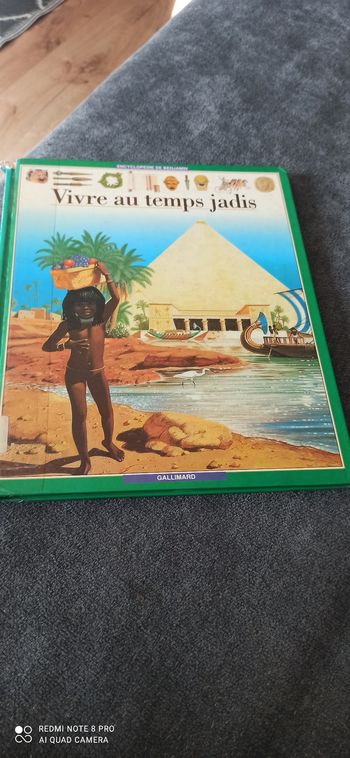 ENCYCLOPÉDIE DE BENJAMIN
Vivre au temps jadis
GALLIMARD
REDMI NOTE 8 PRO
AI QUAD CAMERA